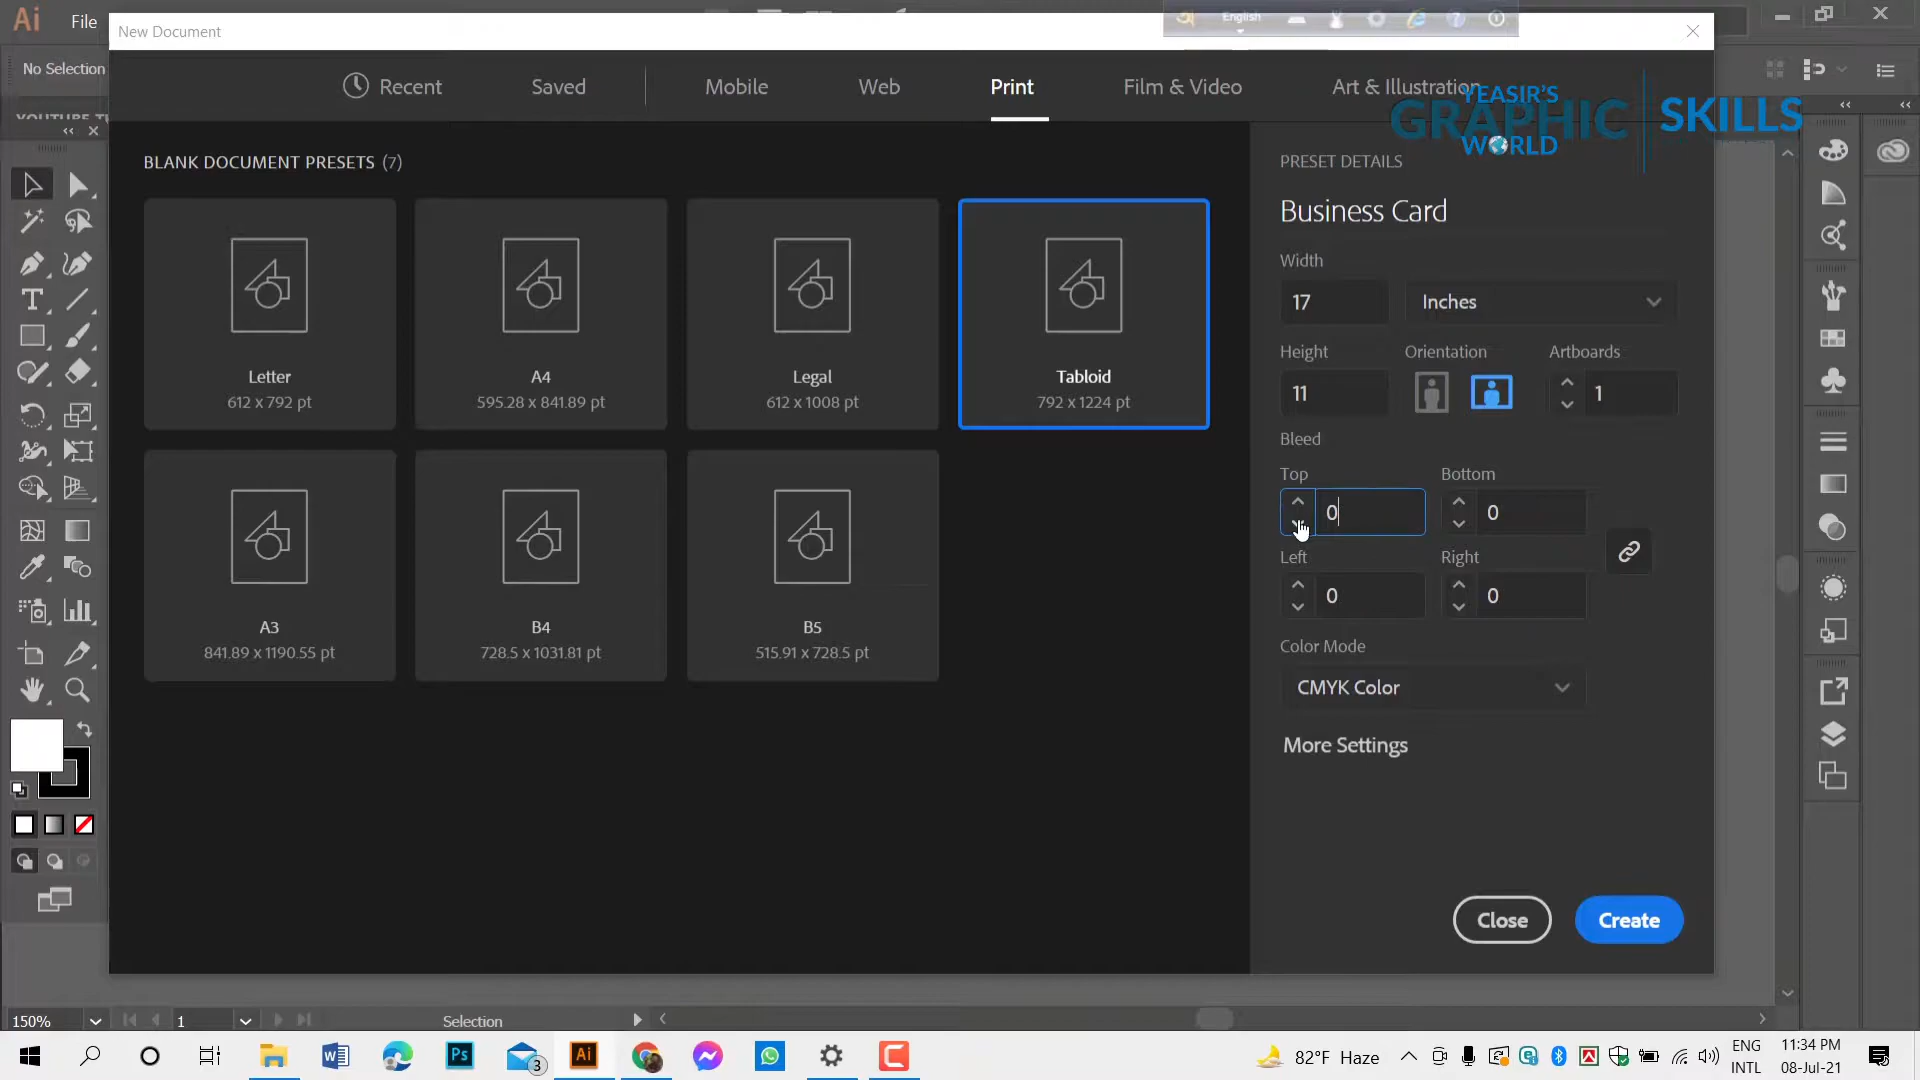 Ai
File
New Document
English
No Selection
Recent
Saved
Mobile
Web
Print
Film & Video
Art & Illustration
YEASIR'S
GRAPHIC
WORLD
SKILLS
BLANK DOCUMENT PRESETS (7)
PRESET DETAILS
Business Card
Letter
612 x 792 pt
A4
595.28 x 841.89 pt
Legal
612 x 1008 pt
Tabloid
792 x 1224 pt
A3
841.89 x 1190.55 pt
B4
728.5 x 1031.81 pt
B5
515.91 x 728.5 pt
Width
17
Inches
Height
Orientation
Artboards
11
1
Bleed
Top
Bottom
0
0
Left
Right
0
0
Color Mode
CMYK Color
More Settings
Close
Create
150%
1
Selection
Ps
3
Ai
82°F Haze
ENG
INTL
11:34 PM
08-Jul-21